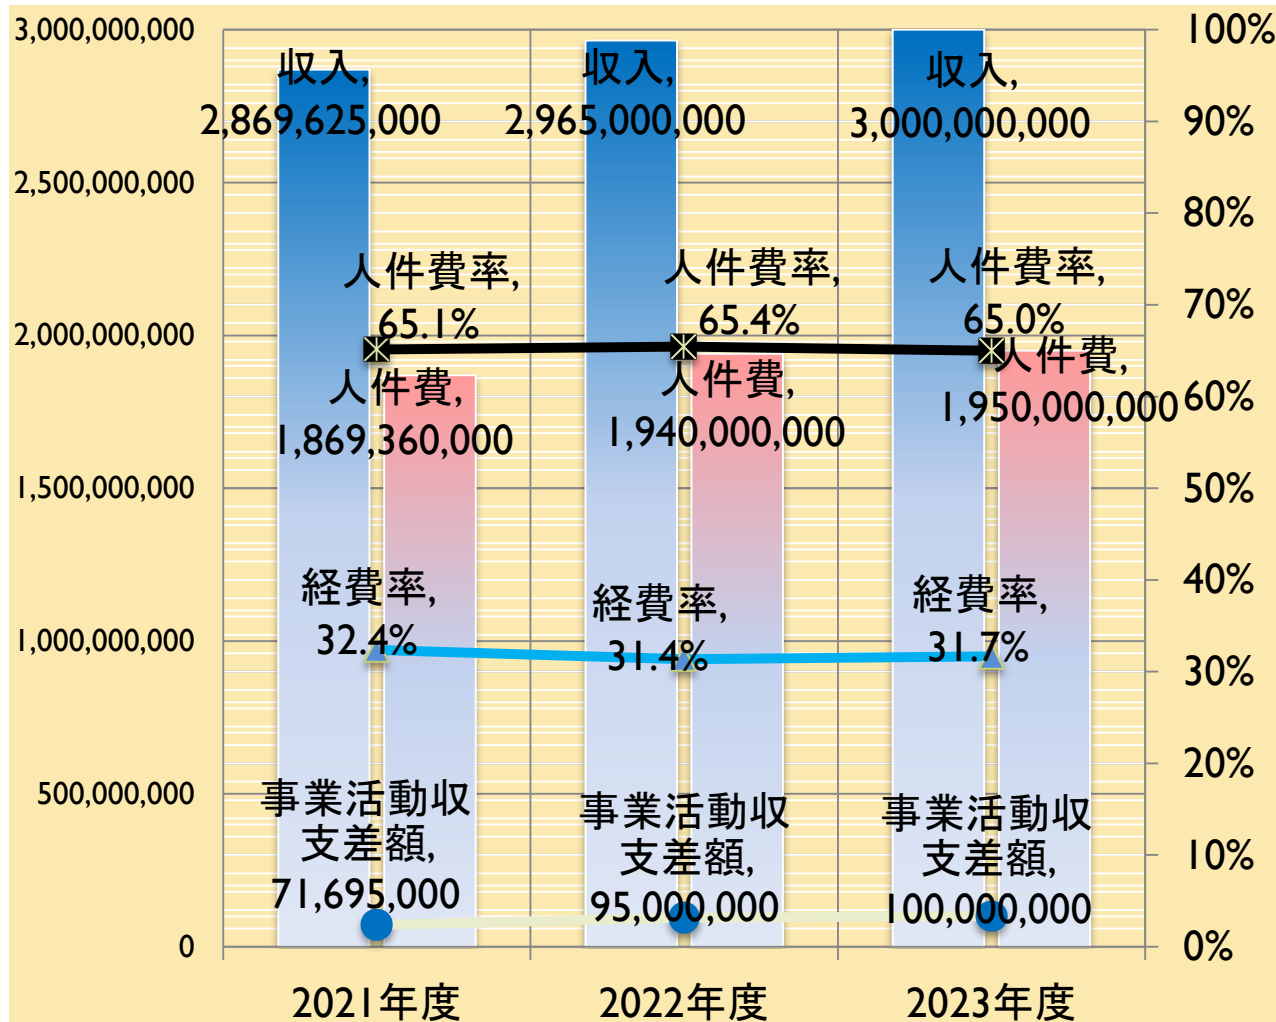 3,000,000,000
2,500,000,000
2,000,000,000
1,500,000,000
1,000,000,000
500,000,000
0
100%
90%
80%
70%
60%
50%
40%
30%
20%
10%
0%
収入,
2,869,625,000
収入,
2,965,000,000
収入,
3,000,000,000
人件費率,
65.1%
人件費率,
65.4%
人件費率,
65.0%
人件費,
1,869,360,000
人件費,
1,940,000,000
人件費,
1,950,000,000
経費率,
32.4%
経費率,
31.4%
経費率,
31.7%
事業活動収
支差額,
71,695,000
事業活動収
支差額,
95,000,000
事業活動収
支差額,
100,000,000
2021年度
2022年度
2023年度